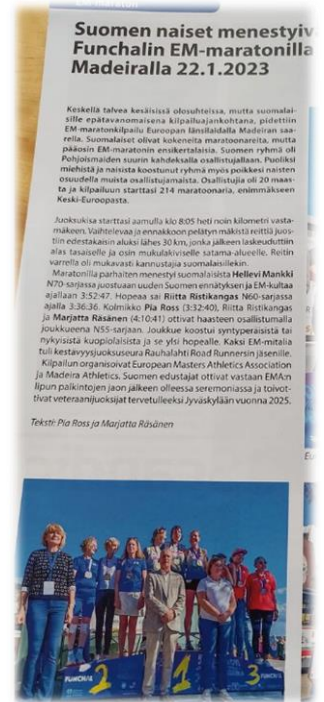 Suomen naiset menestyiv
Funchalin EM-maratonilla
Madeiralla 22.1.2023
Keskellä talvea kesäisissä olosuhteissa, mutta suomalai-
sille epätavanomaisena kilpailuajankohtana, pidettiin
EM-maratonkilpailu Euroopan länsilaidalla Madeiran saa-
rella. Suomalaiset olivat kokeneita maratoonareita, mutta
pääosin EM-maratonin ensikertalaisia. Suomen ryhmä oli
Pohjoismaiden suurin kahdeksalla osallistujallaan. Puoliksi
miehistä ja naisista koostunut ryhmä myös poikkesi naisten
osuudella muista osallistujamaista. Osallistujia oli 20 maas-
ta ja kilpailuun starttasi 214 maratoonaria, enimmäkseen
Keski-Euroopasta.
Juoksukisa starttasi aamulla klo 8:05 heti noin kilometri vasta-
mäkeen. Vaihtelevaa ja ennakkoon pelätyn mäkistä reittiä juos-
tiin edestakaisin aluksi lähes 30 km, jonka jälkeen laskeuduttiin
alas tasaiselle ja osin mukulakiviselle satama-alueelle. Reitin
varrella oli mukavasti kannustajia suomalaisillekin.
Maratonilla parhaiten menestyi suomalaisista Hellevi Mankki
N70-sarjassa juostuaan uuden Suomen ennätyksen ja EM-kultaa
ajallaan 3:52:47. Hopeaa sai Riitta Ristikangas N60-sarjassa
ajalla 3:36:36. Kolmikko Pia Ross (3:32:40), Riitta Ristikangas
ja Marjatta Räsänen (4:10:41) ottivat haasteen osallistumalla
joukkueena N55-sarjaan. Joukkue koostui syntyperäisistä tai
nykyisistä kuopiolaisista ja se ylsi hopealle. Kaksi EM-mitalia
tuli kestävyysjuoksuseura Rauhalahti Road Runnersin jäsenille.
Kilpailun organisoivat European Masters Athletics Association
ja Madeira Athletics. Suomen edustajat ottivat vastaan EMA:n
lipun palkintojen jaon jälkeen olleessa seremoniassa ja toivot-
tivat veteraanijuoksijat tervetulleeksi Jyväskylään vuonna 2025.
Teksti: Pia Ross ja Marjatta Räsänen
FUNCHAL
2
1
3
FUNCHAL